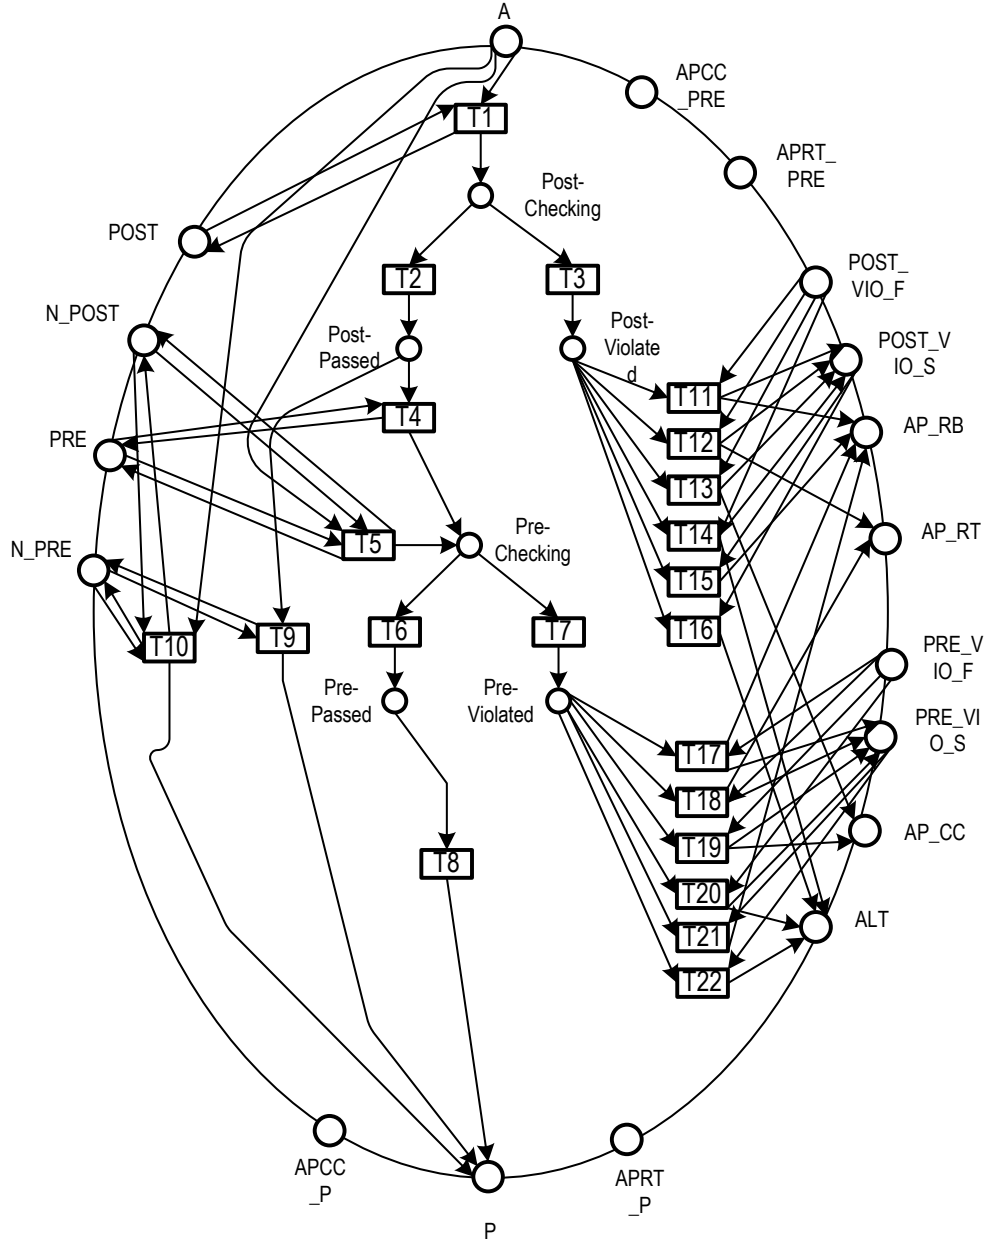 A
APCC
_PRE
T1
APRT_
PRE
Post-
Checking
POST
POST_
VIO_F
T2
T3
N_POST
Post-
Passed
Post-
Violate
d
POST_V
IO_S
T11
T4
AP_RB
PRE
T12
T13
T14
AP_RT
T5
Pre-
Checking
N_PRE
T15
T16
T6
T7
T10
T9
PRE_V
IO_F
Pre-
Passed
Pre-
Violated
PRE_VI
O_S
T17
T18
T19
AP_CC
T8
T20
ALT
T21
T22
APCC
_P
APRT
_P
P